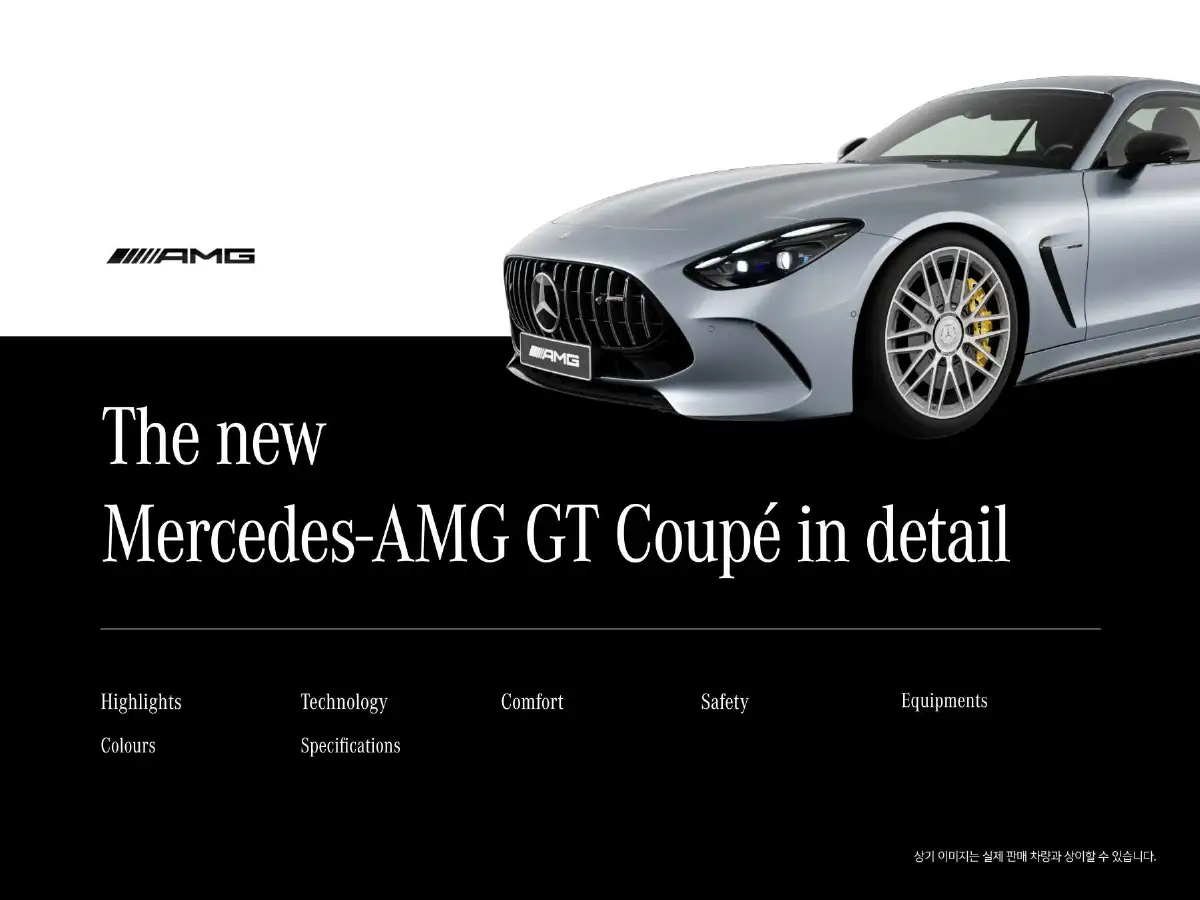 AMG
AMG
The new
Mercedes-AMG GT Coupé in detail
Highlights
Technology
Comfort
Safety
Equipments
Colours
Specifications
상기 이미지는 실제 판매 차량과 상이할 수 있습니다.